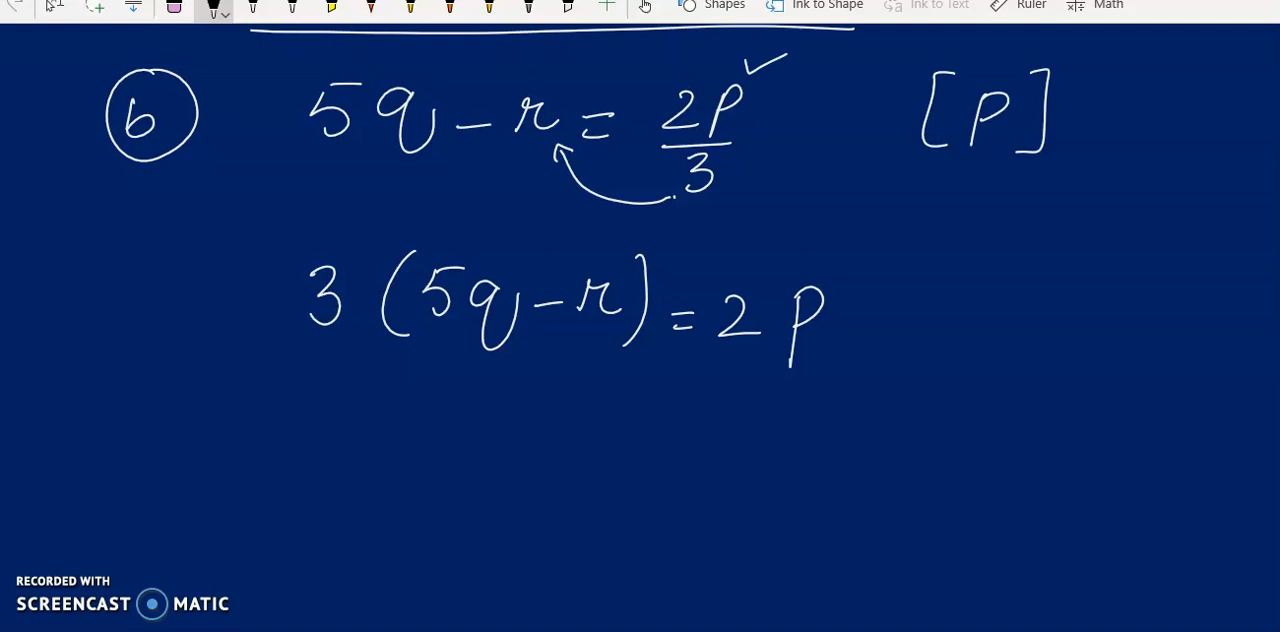 Shapes Ink to Shape Ink to Text Ruler Math
6 5q - r = 2p/3 [p]
3 (5q - r) = 2p
RECORDED WITH
SCREENCAST MATIC